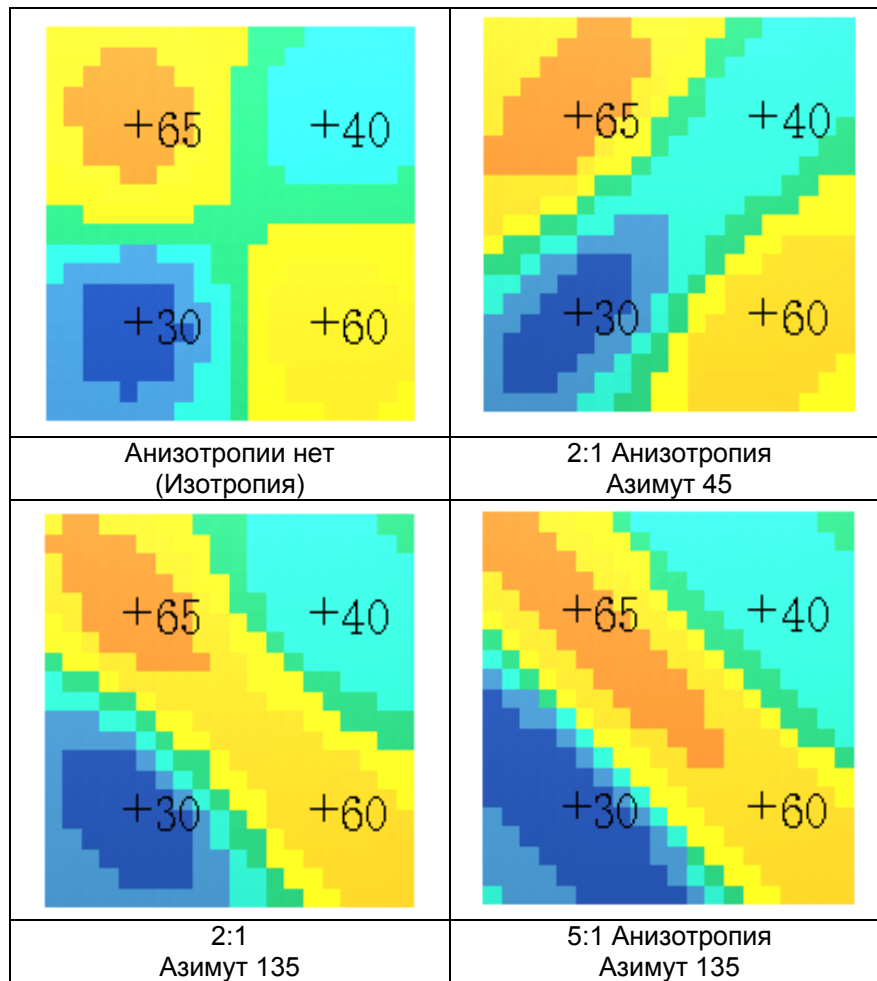 +65 +40
+30 +60
Анизотропии нет
(Изотропия)
+65 +40
+30 +60
2:1 Анизотропия
Азимут 45
+65 +40
+30 +60
2:1
Азимут 135
+65 +40
+30 +60
5:1 Анизотропия
Азимут 135